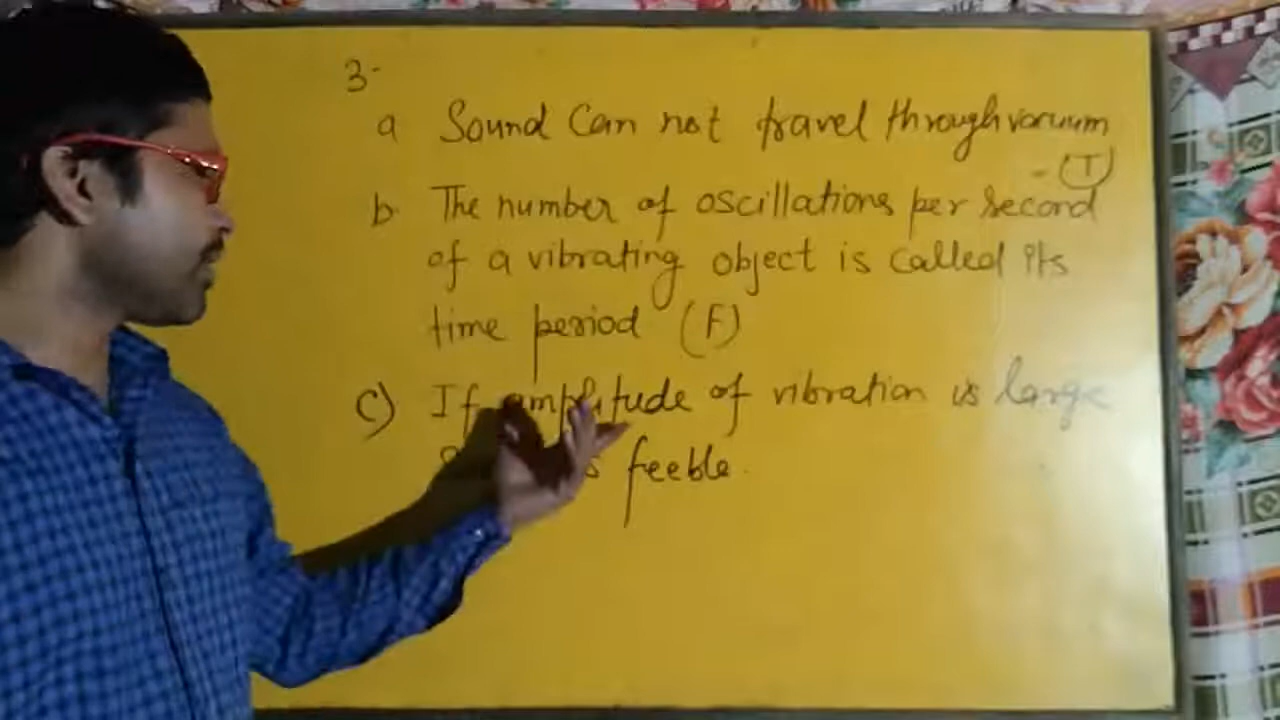 3-
a Sound Can not travel through vacuum
- (T)
b. The number of oscillations per second
of a vibrating object is called its
time period (F)
c) If amplitude of vibration is large
feeble.